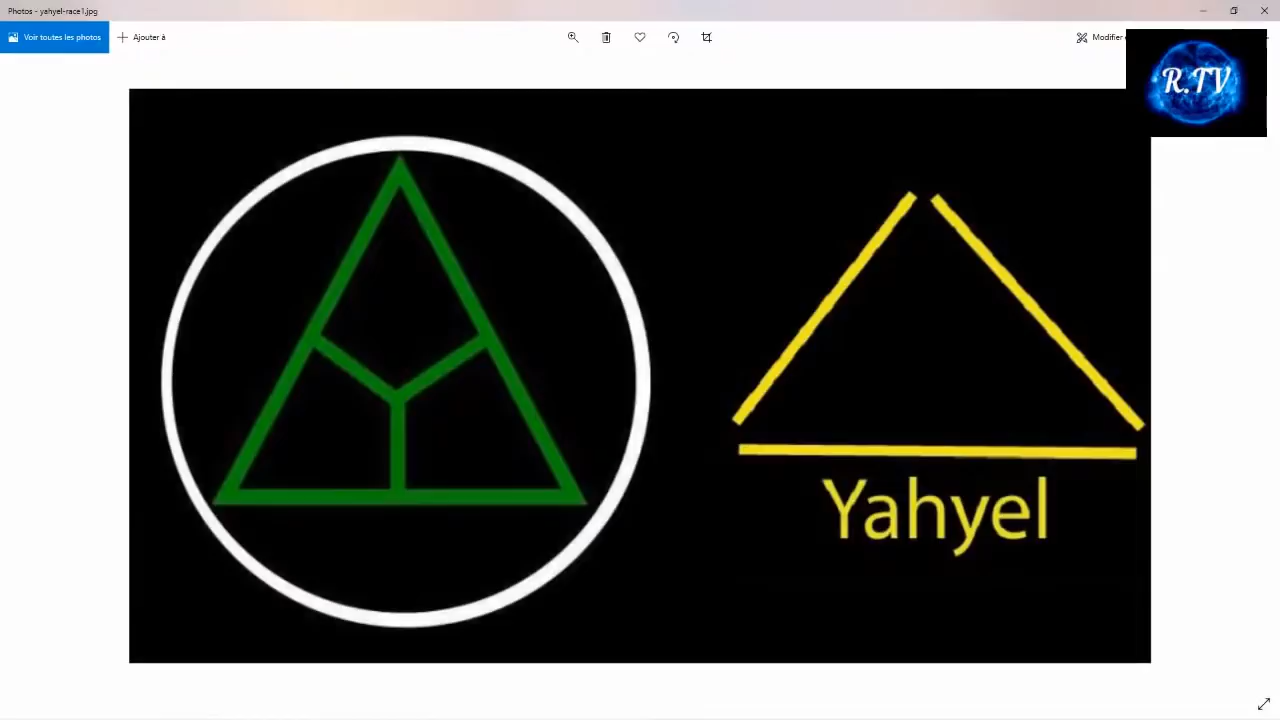 Photos - yahyel-race1.jpg
Voir toutes les photos
Ajouter à
Modifier
R.TV
Yahyel